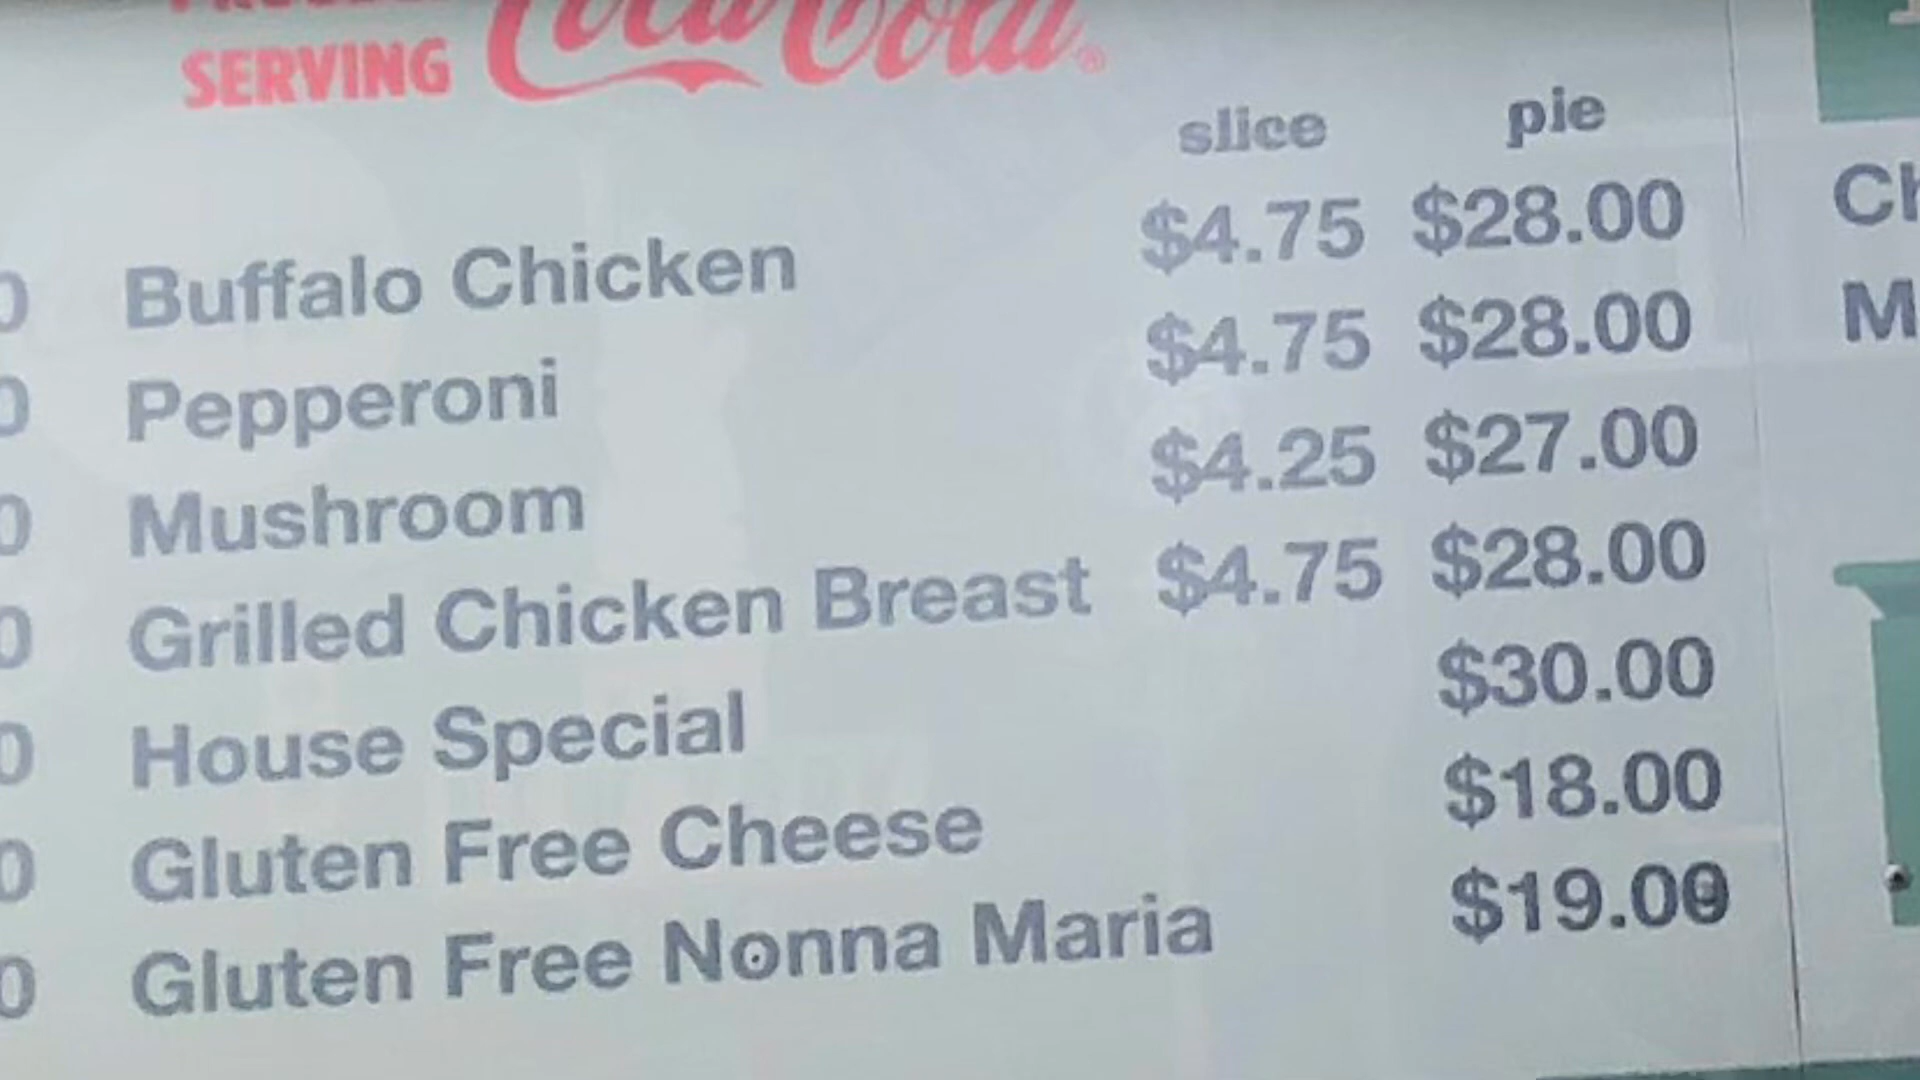 SERVING Coca-Cola®
slice pie
Buffalo Chicken $4.75 $28.00
Pepperoni $4.75 $28.00
Mushroom $4.25 $27.00
Grilled Chicken Breast $4.75 $28.00
House Special $30.00
Gluten Free Cheese $18.00
Gluten Free Nonna Maria $19.00